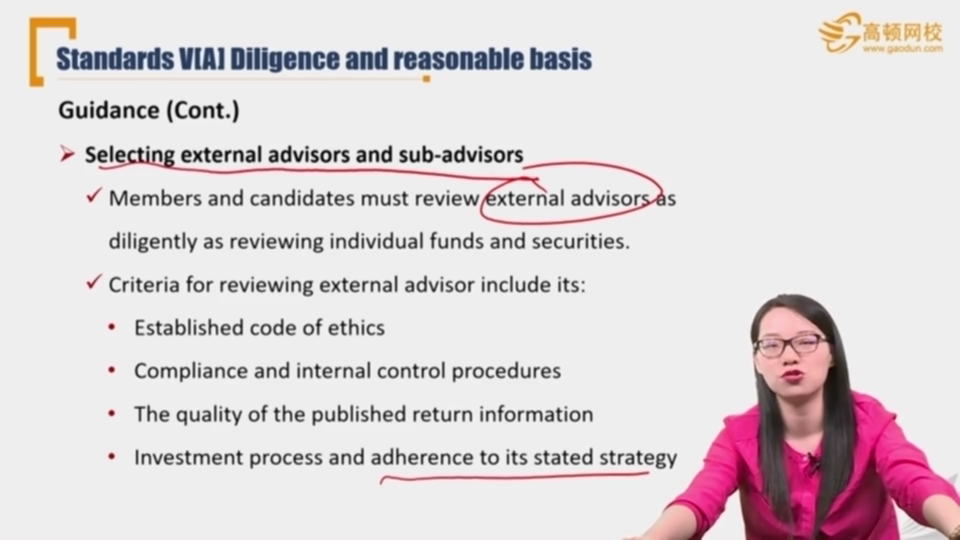 高顿网校
www.gaodun.com
Standards V[A] Diligence and reasonable basis
Guidance (Cont.)
Selecting external advisors and sub-advisors
Members and candidates must review external advisors as
diligently as reviewing individual funds and securities.
Criteria for reviewing external advisor include its:
Established code of ethics
Compliance and internal control procedures
The quality of the published return information
Investment process and adherence to its stated strategy